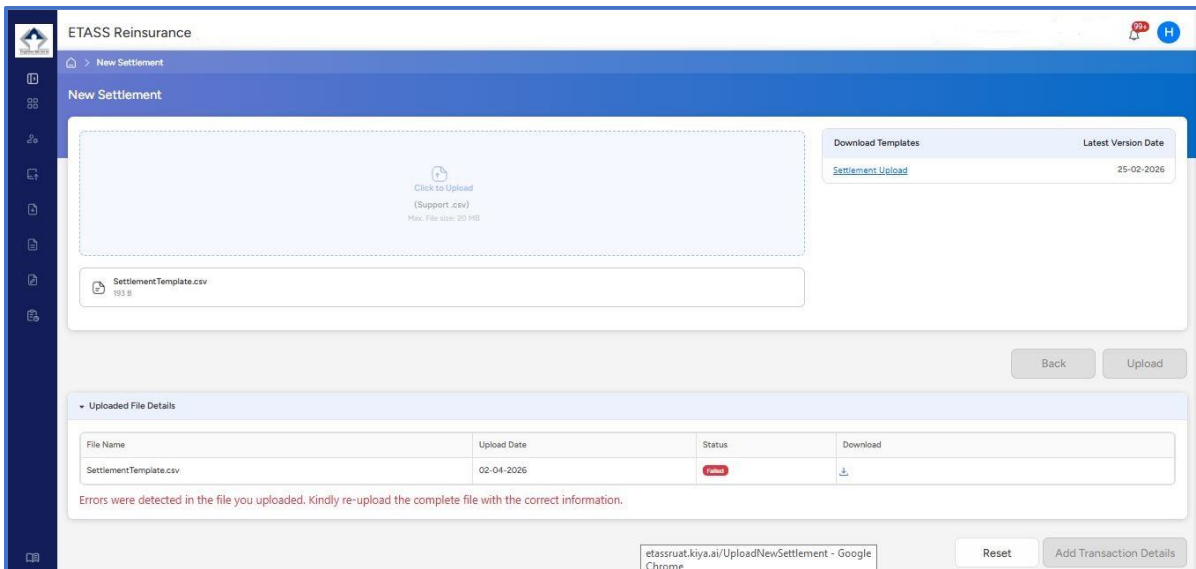 ETASS Reinsurance
99+
H
> New Settlement
New Settlement
Click to Upload
(Support .csv)
Max. File size: 20 MB
Download Templates Latest Version Date
Settlement Upload 25-02-2026
SettlementTemplate.csv
193 B
Back Upload
Uploaded File Details
File Name Upload Date Status Download
SettlementTemplate.csv 02-04-2026 Failed
Errors were detected in the file you uploaded. Kindly re-upload the complete file with the correct information.
etassruat.kiya.ai/UploadNewSettlement - Google
Chrome
Reset Add Transaction Details